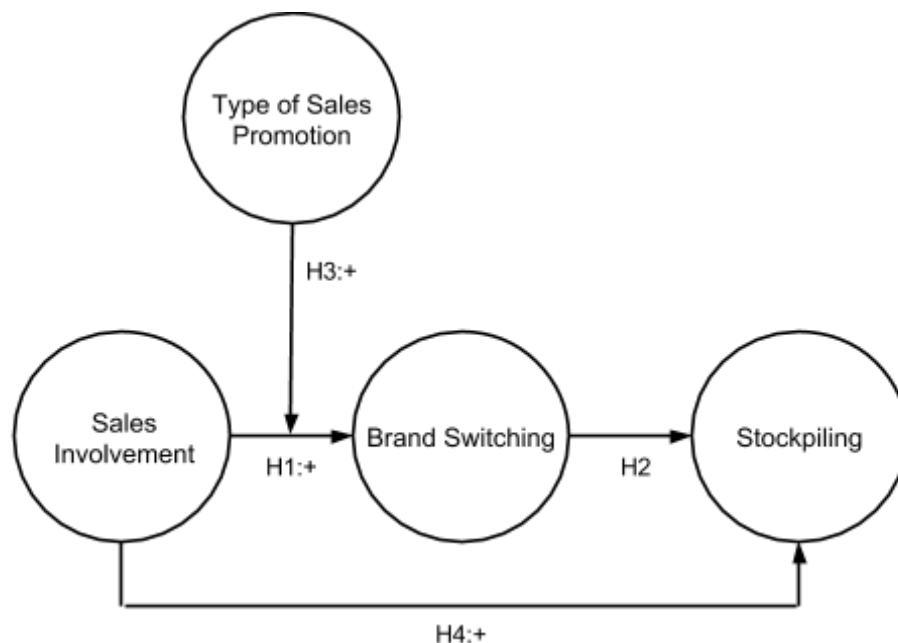 Type of Sales
Promotion
H3:+
Sales
Involvement
H1:+
Brand Switching
H2
Stockpiling
H4:+